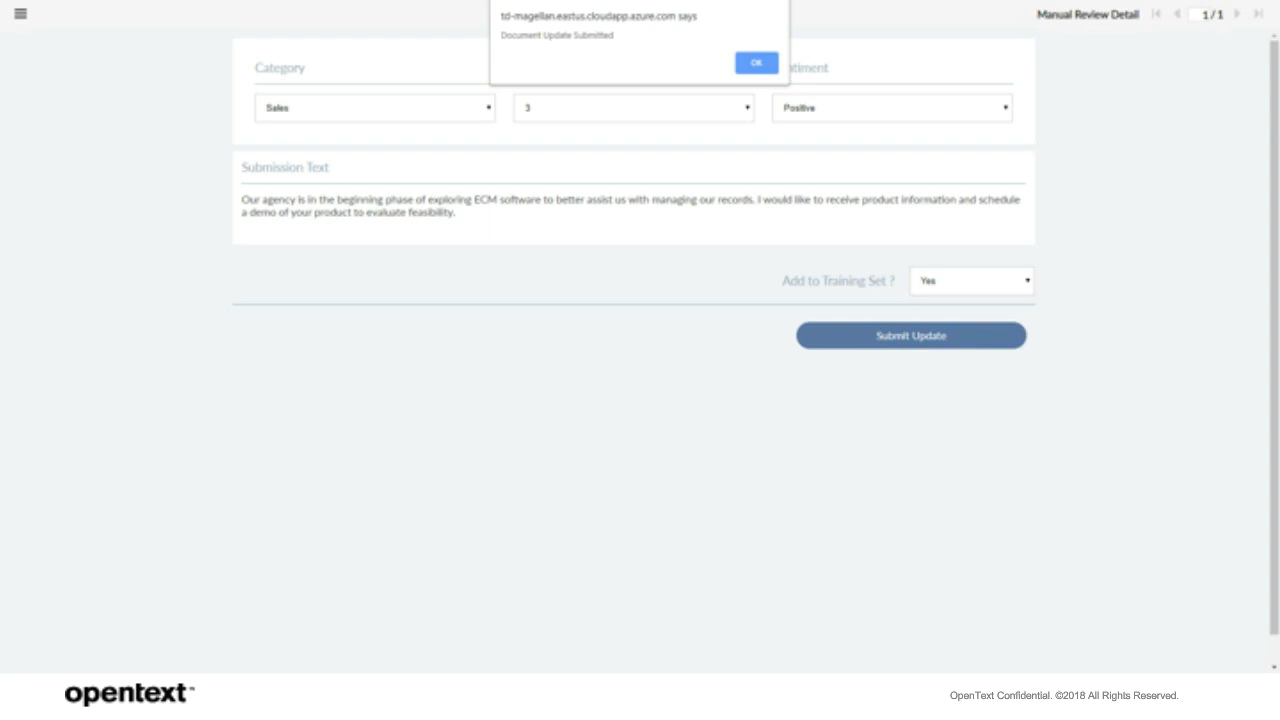 td-magellan.eastus.cloudapp.azure.com says
Document Update Submitted
OK
Manual Review Detail
1 / 1
Category
ntiment
Sales
3
Positive
Submission Text
Our agency is in the beginning phase of exploring ECM software to better assist us with managing our records. I would like to receive product information and schedule
a demo of your product to evaluate feasibility.
Add to Training Set ?
Yes
Submit Update
opentext™
OpenText Confidential. ©2018 All Rights Reserved.